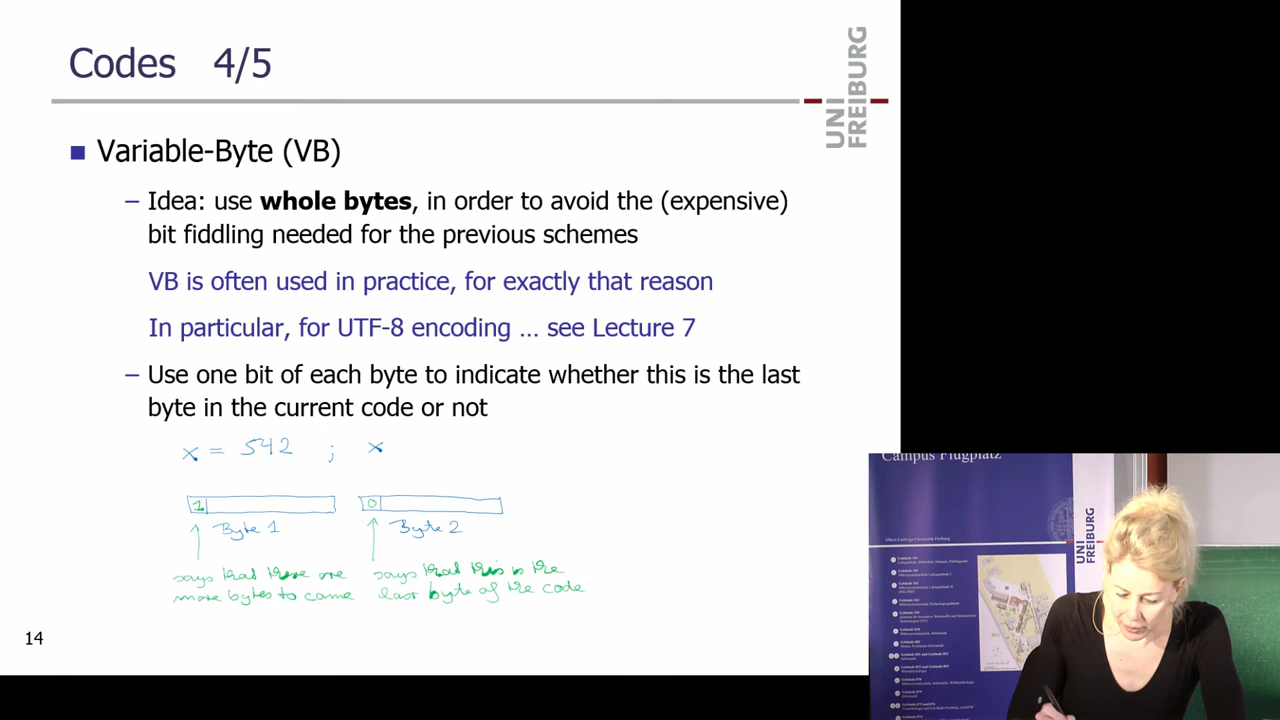 Codes 4/5
UNI
FREIBURG
Variable-Byte (VB)
– Idea: use whole bytes, in order to avoid the (expensive)
bit fiddling needed for the previous schemes
VB is often used in practice, for exactly that reason
In particular, for UTF-8 encoding … see Lecture 7
– Use one bit of each byte to indicate whether this is the last
byte in the current code or not
x = 542 ; x
1 0
Byte 1 Byte 2
says that there are
more bytes to come
says that this is the
last byte of the code
14
Campus Flugplatz
UNI
FREIBURG